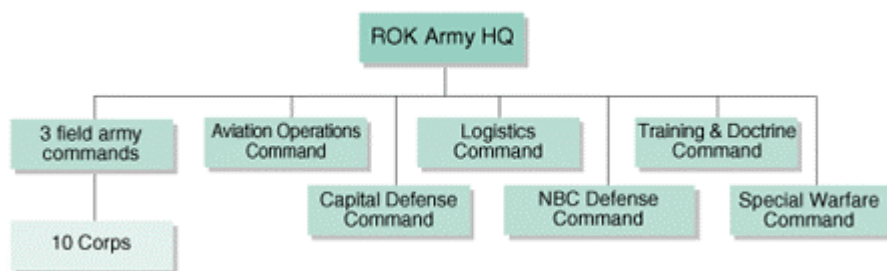 ROK Army HQ
3 field army
commands
Aviation Operations
Command
Logistics
Command
Training & Doctrine
Command
Capital Defense
Command
NBC Defense
Command
Special Warfare
Command
10 Corps